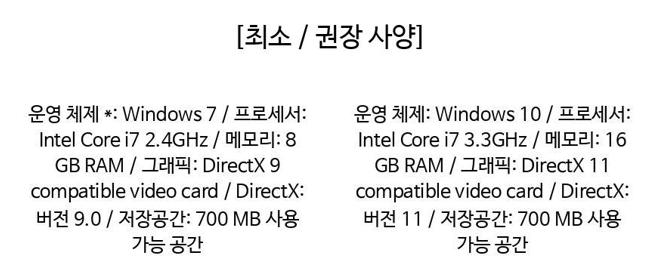 [최소 / 권장 사양]
운영 체제 *: Windows 7 / 프로세서:
Intel Core i7 2.4GHz / 메모리: 8
GB RAM / 그래픽: DirectX 9
compatible video card / DirectX:
버전 9.0 / 저장공간: 700 MB 사용
가능 공간
운영 체제: Windows 10 / 프로세서:
Intel Core i7 3.3GHz / 메모리: 16
GB RAM / 그래픽: DirectX 11
compatible video card / DirectX:
버전 11 / 저장공간: 700 MB 사용
가능 공간